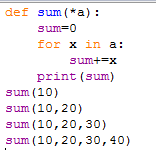 def sum(*a):
    sum=0
    for x in a:
        sum+=x
    print(sum)
sum(10)
sum(10,20)
sum(10,20,30)
sum(10,20,30,40)